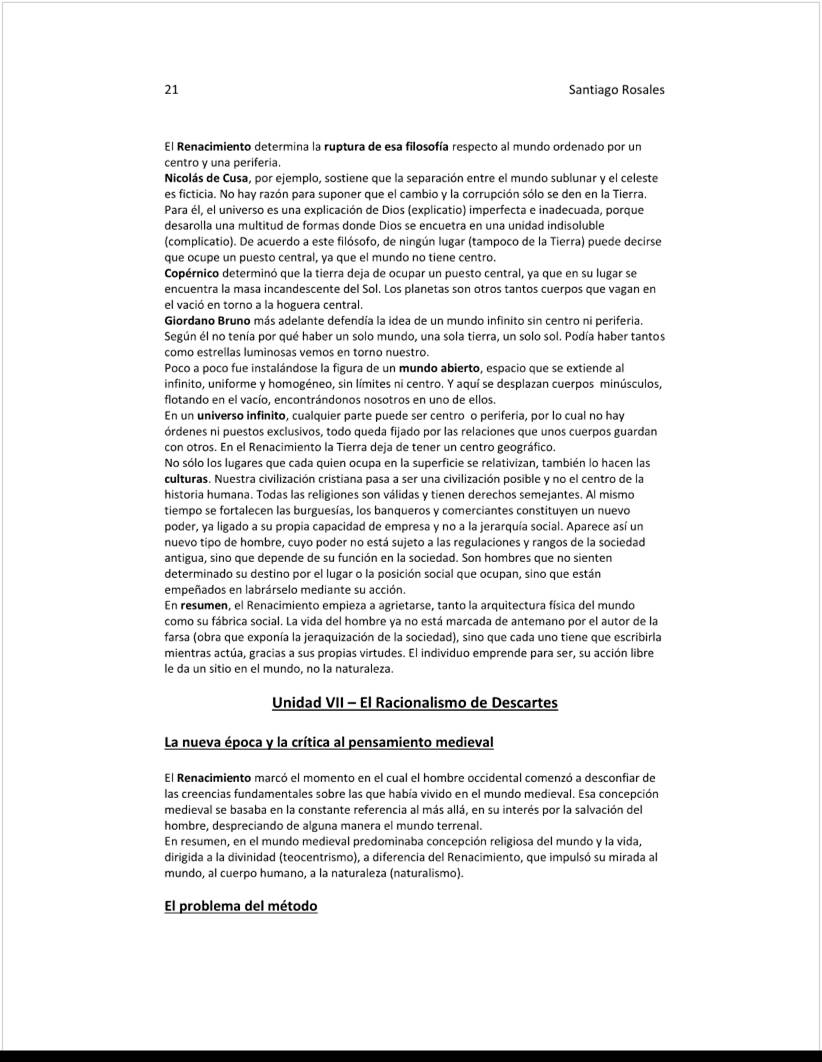 21 Santiago Rosales
El Renacimiento determina la ruptura de esa filosofía respecto al mundo ordenado por un
centro y una periferia.
Nicolás de Cusa, por ejemplo, sostiene que la separación entre el mundo sublunar y el celeste
es ficticia. No hay razón para suponer que el cambio y la corrupción sólo se den en la Tierra.
Para él, el universo es una explicación de Dios (explicatio) imperfecta e inadecuada, porque
desarolla una multitud de formas donde Dios se encuetra en una unidad indisoluble
(complicatio). De acuerdo a este filósofo, de ningún lugar (tampoco de la Tierra) puede decirse
que ocupe un puesto central, ya que el mundo no tiene centro.
Copérnico determinó que la tierra deja de ocupar un puesto central, ya que en su lugar se
encuentra la masa incandescente del Sol. Los planetas son otros tantos cuerpos que vagan en
el vació en torno a la hoguera central.
Giordano Bruno más adelante defendía la idea de un mundo infinito sin centro ni periferia.
Según él no tenía por qué haber un solo mundo, una sola tierra, un solo sol. Podía haber tantos
como estrellas luminosas vemos en torno nuestro.
Poco a poco fue instalándose la figura de un mundo abierto, espacio que se extiende al
infinito, uniforme y homogéneo, sin límites ni centro. Y aquí se desplazan cuerpos minúsculos,
flotando en el vacío, encontrándonos nosotros en uno de ellos.
En un universo infinito, cualquier parte puede ser centro o periferia, por lo cual no hay
órdenes ni puestos exclusivos, todo queda fijado por las relaciones que unos cuerpos guardan
con otros. En el Renacimiento la Tierra deja de tener un centro geográfico.
No sólo los lugares que cada quien ocupa en la superficie se relativizan, también lo hacen las
culturas. Nuestra civilización cristiana pasa a ser una civilización posible y no el centro de la
historia humana. Todas las religiones son válidas y tienen derechos semejantes. Al mismo
tiempo se fortalecen las burguesías, los banqueros y comerciantes constituyen un nuevo
poder, ya ligado a su propia capacidad de empresa y no a la jerarquía social. Aparece así un
nuevo tipo de hombre, cuyo poder no está sujeto a las regulaciones y rangos de la sociedad
antigua, sino que depende de su función en la sociedad. Son hombres que no sienten
determinado su destino por el lugar o la posición social que ocupan, sino que están
empeñados en labrárselo mediante su acción.
En resumen, el Renacimiento empieza a agrietarse, tanto la arquitectura física del mundo
como su fábrica social. La vida del hombre ya no está marcada de antemano por el autor de la
farsa (obra que exponía la jeraquización de la sociedad), sino que cada uno tiene que escribirla
mientras actúa, gracias a sus propias virtudes. El individuo emprende para ser, su acción libre
le da un sitio en el mundo, no la naturaleza.
Unidad VII – El Racionalismo de Descartes
La nueva época y la crítica al pensamiento medieval
El Renacimiento marcó el momento en el cual el hombre occidental comenzó a desconfiar de
las creencias fundamentales sobre las que había vivido en el mundo medieval. Esa concepción
medieval se basaba en la constante referencia al más allá, en su interés por la salvación del
hombre, despreciando de alguna manera el mundo terrenal.
En resumen, en el mundo medieval predominaba concepción religiosa del mundo y la vida,
dirigida a la divinidad (teocentrismo), a diferencia del Renacimiento, que impulsó su mirada al
mundo, al cuerpo humano, a la naturaleza (naturalismo).
El problema del método